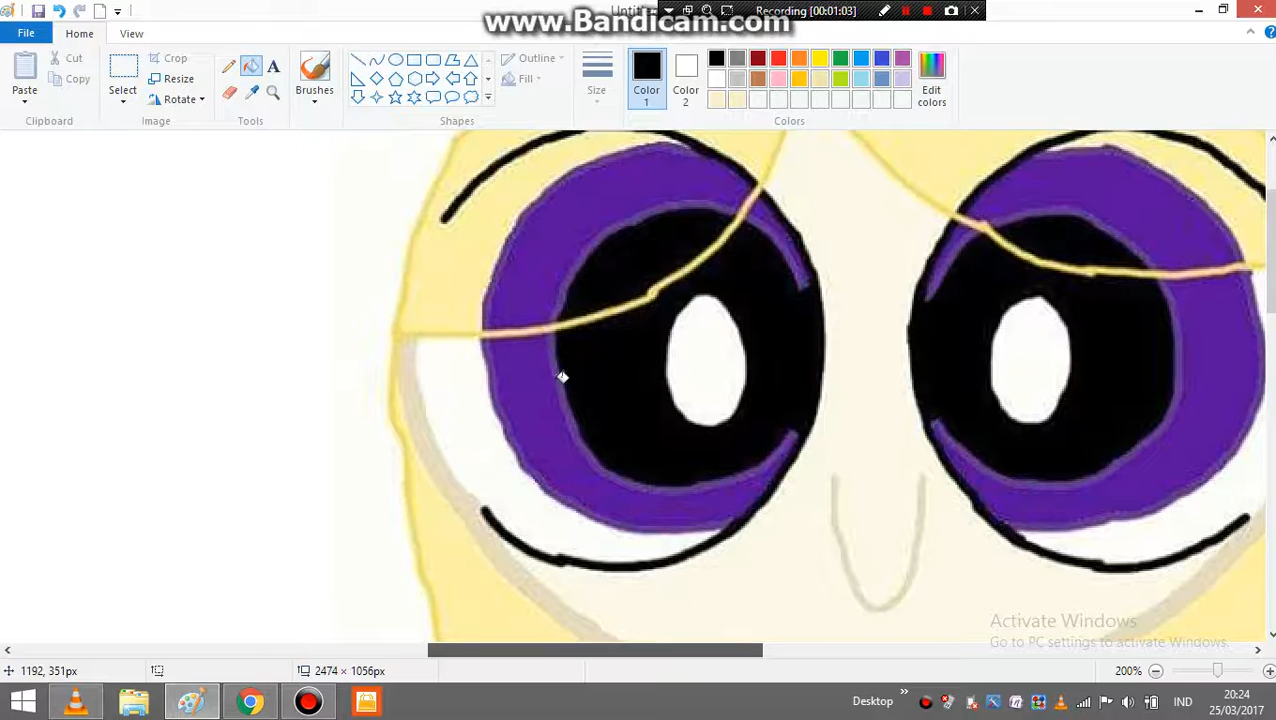 Untitl
Recording [00:01:03]
www.Bandicam.com
File
Home
View
Paste
Cut
Copy
Clipboard
Select
Crop
Resize
Rotate
Image
A
Tools
Brushes
Outline
Fill
Shapes
Size
Color
1
Color
2
Edit
colors
Colors
Activate Windows
Go to PC settings to activate Windows.
1192, 351px
2474 × 1056px
200%
Desktop
IND
20:24
25/03/2017